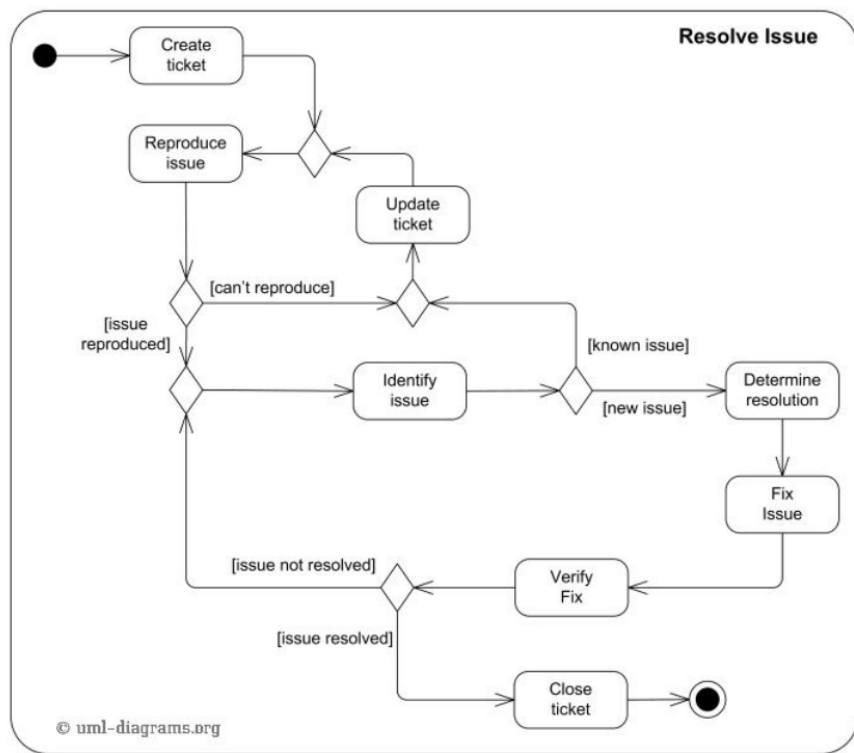 Resolve Issue
Create
ticket
Reproduce
issue
Update
ticket
[can't reproduce]
[issue
reproduced]
[known issue]
Identify
issue
Determine
resolution
[new issue]
Fix
Issue
[issue not resolved]
Verify
Fix
[issue resolved]
Close
ticket
© uml-diagrams.org